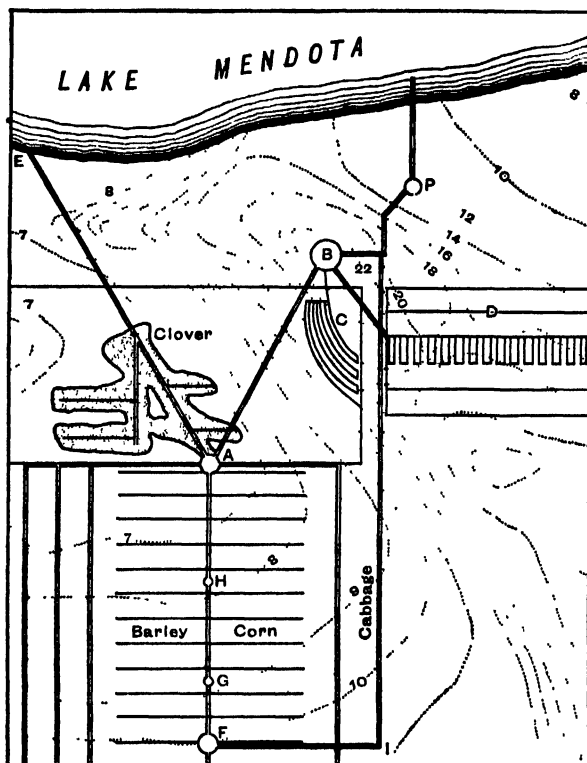 LAKE MENDOTA
8
E
P
10
8
7
12
14
16
18
B
22
20
7
C
D
Clover
A
7
8
H
9
Barley Corn
Cabbage
G
10
F
I